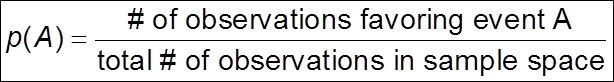 p(A) = # of observations favoring event A
total # of observations in sample space